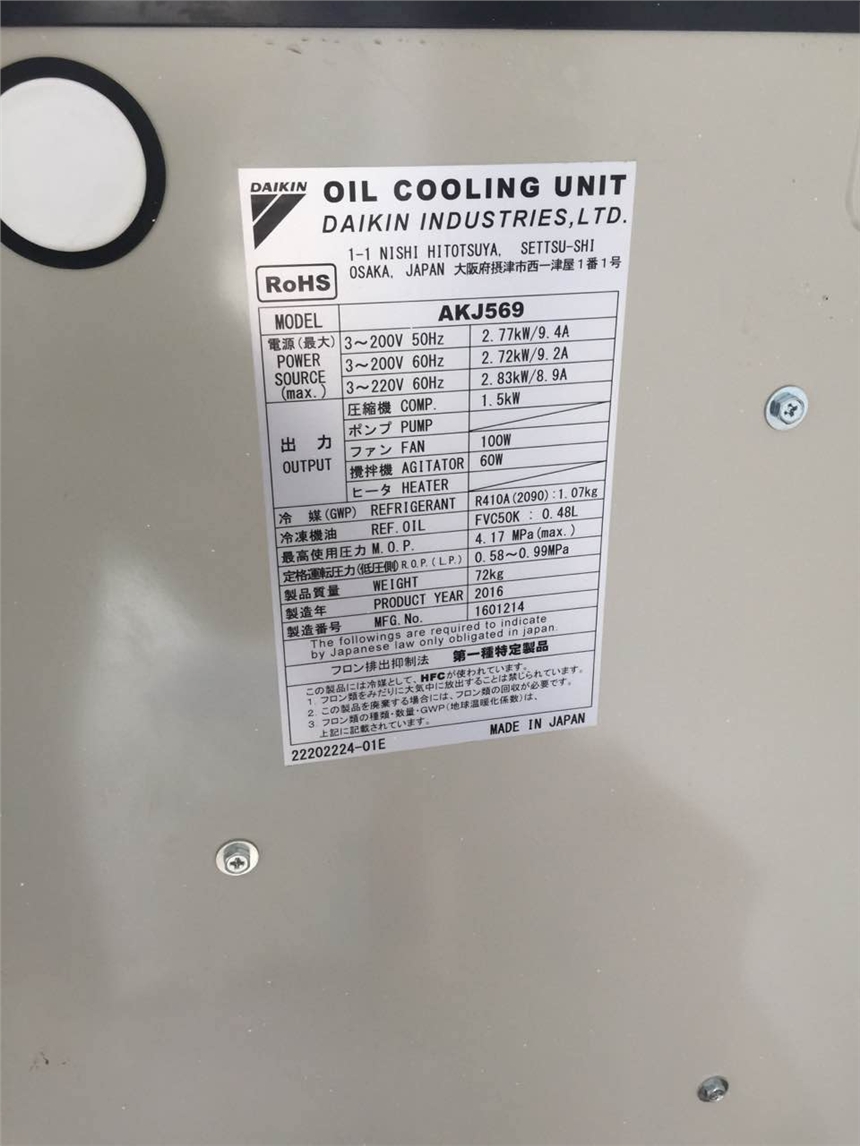 DAIKIN
OIL COOLING UNIT
DAIKIN INDUSTRIES,LTD.
1-1 NISHI HITOTSUYA, SETTSU-SHI
OSAKA, JAPAN 大阪府摂津市西一津屋1番1号
RoHS
MODEL AKJ569
電源(最大) POWER SOURCE (max.)
3～200V 50Hz 2.77kW/9.4A
3～200V 60Hz 2.72kW/9.2A
3～220V 60Hz 2.83kW/8.9A
出力 OUTPUT
圧縮機 COMP. 1.5kW
ポンプ PUMP
ファン FAN 100W
攪拌機 AGITATOR 60W
ヒータ HEATER
冷媒(GWP) REFRIGERANT R410A(2090):1.07kg
冷凍機油 REF.OIL FVC50K : 0.48L
最高使用圧力 M.O.P. 4.17 MPa(max.)
定格運転圧力(低圧側) R.O.P.(L.P.) 0.58～0.99MPa
製品質量 WEIGHT 72kg
製造年 PRODUCT YEAR 2016
製造番号 MFG.No. 1601214
The followings are required to indicate
by Japanese law only obligated in japan.
フロン排出抑制法 第一種特定製品
この製品には冷媒として、HFCが使われています。
1. フロン類をみだりに大気中に放出することは禁じられています。
2. この製品を廃棄する場合には、フロン類の回収が必要です。
3. フロン類の種類・数量・GWP(地球温暖化係数)は、
上記に記載されています。
22202224-01E MADE IN JAPAN